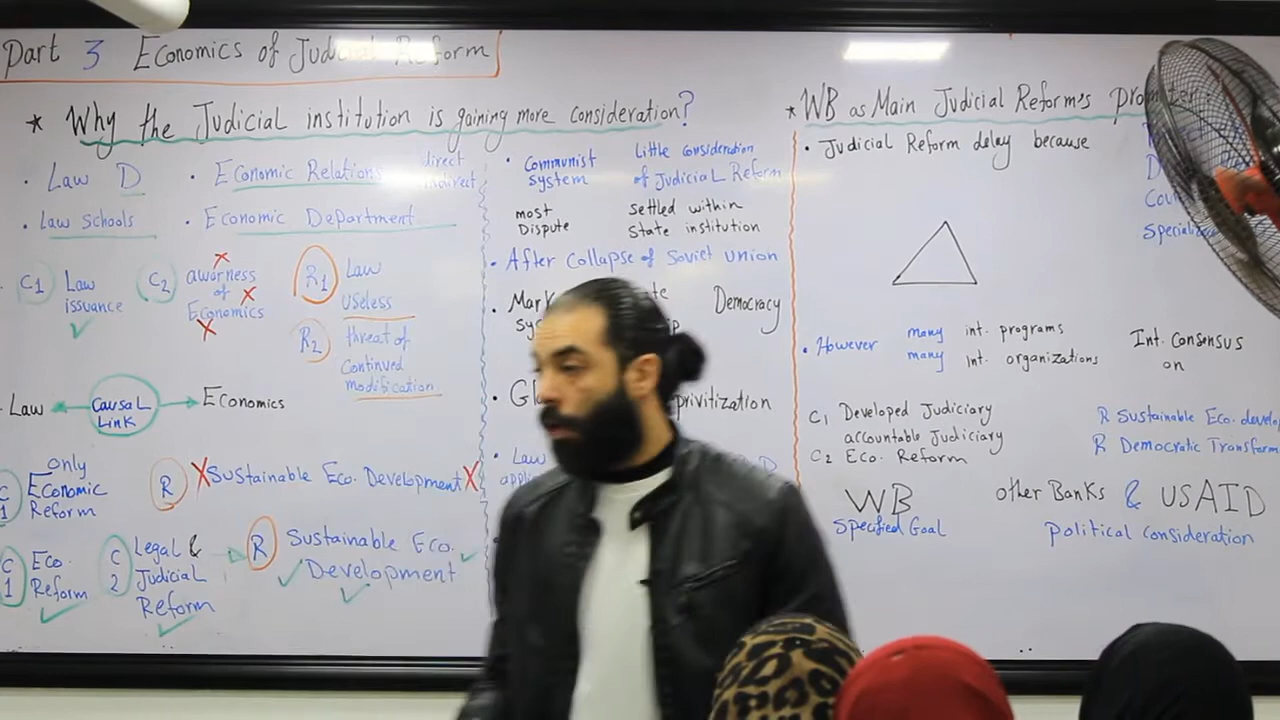 Part 3 Economics of Judicial Reform
* Why the Judicial institution is gaining more consideration?
• Law D • Economic Relations direct
indirect
• Law Schools • Economic Department
C1 Law issuance
C2 awarness of Economics
R1 Law useless
R2 threat of Continued modification
Law Causal Link Economics
C1 only Economic Reform
R Sustainable Eco. Development
C1 Eco. Reform
C2 Legal & Judicial Reform
R Sustainable Eco. Development
• Communist system Little consideration of Judicial Reform
most Dispute settled within state institution
• After collapse of Soviet union
• Democracy
• privitization
• Law
* WB as Main Judicial Reform's
• Judicial Reform delay because
• However many int. programs
many int. organizations
Int. consensus on
C1 Developed Judiciary
accountable Judiciary
C2 Eco. Reform
R Sustainable Eco.
R Democratic
WB
Specified Goal
other Banks & USAID
Political consideration